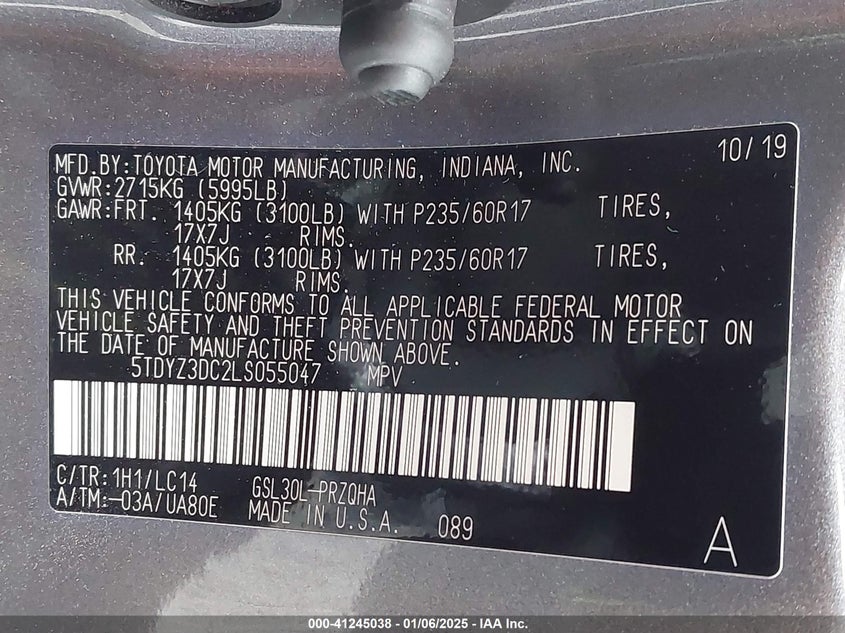 MFD.BY:TOYOTA MOTOR MANUFACTURING, INDIANA, INC. 10/19
GVWR:2715KG (5995LB)
GAWR:FRT. 1405KG (3100LB) WITH P235/60R17 TIRES,
17X7J RIMS.
RR. 1405KG (3100LB) WITH P235/60R17 TIRES,
17X7J RIMS.
THIS VEHICLE CONFORMS TO ALL APPLICABLE FEDERAL MOTOR
VEHICLE SAFETY AND THEFT PREVENTION STANDARDS IN EFFECT ON
THE DATE OF MANUFACTURE SHOWN ABOVE.
5TDYZ3DC2LS055047 MPV
C/TR:1H1/LC14 GSL30L-PRZQHA
A/TM:-03A/UA80E MADE IN U.S.A. 089
A
000-41245038 - 01/06/2025 - IAA Inc.